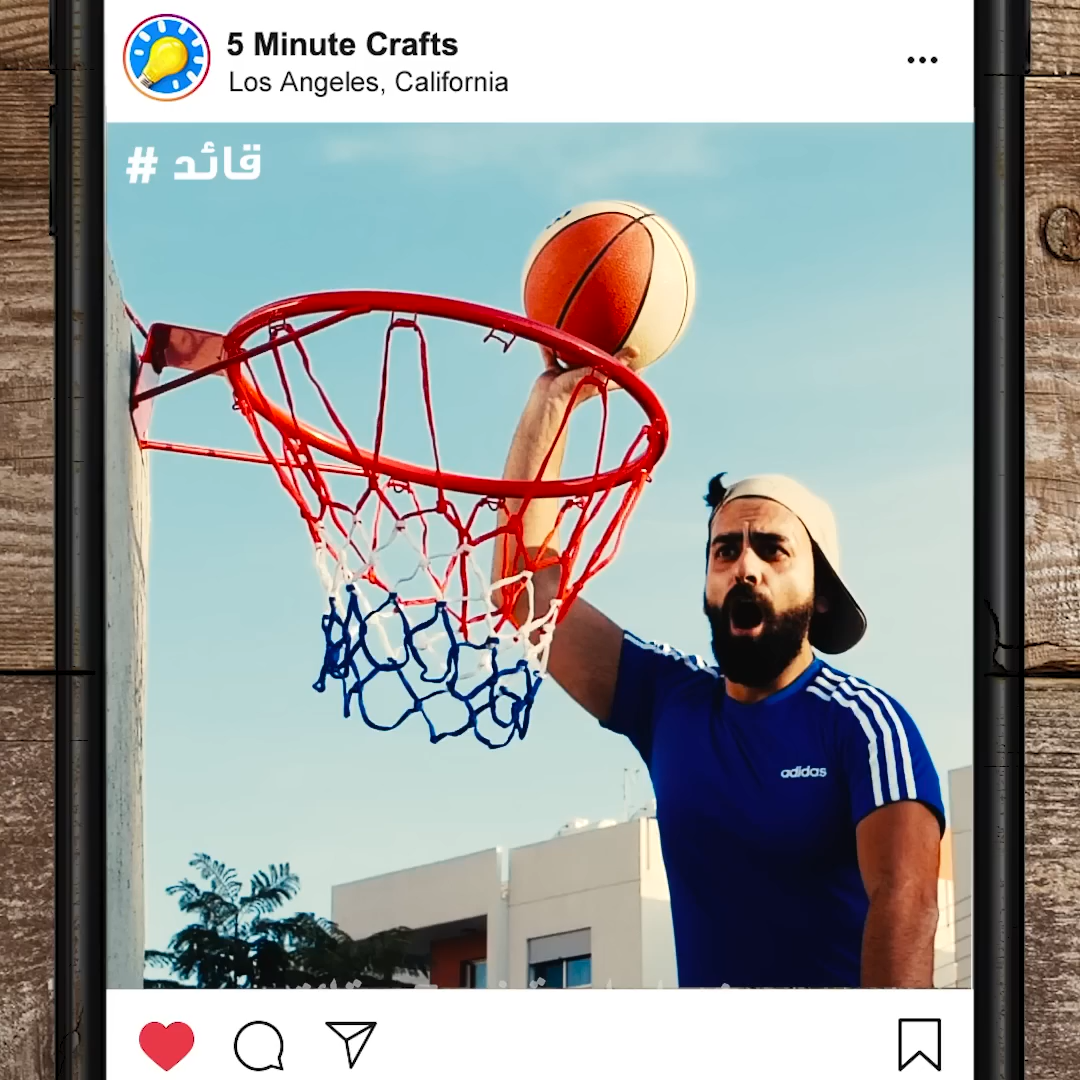 5 Minute Crafts
Los Angeles, California
# قائد
adidas